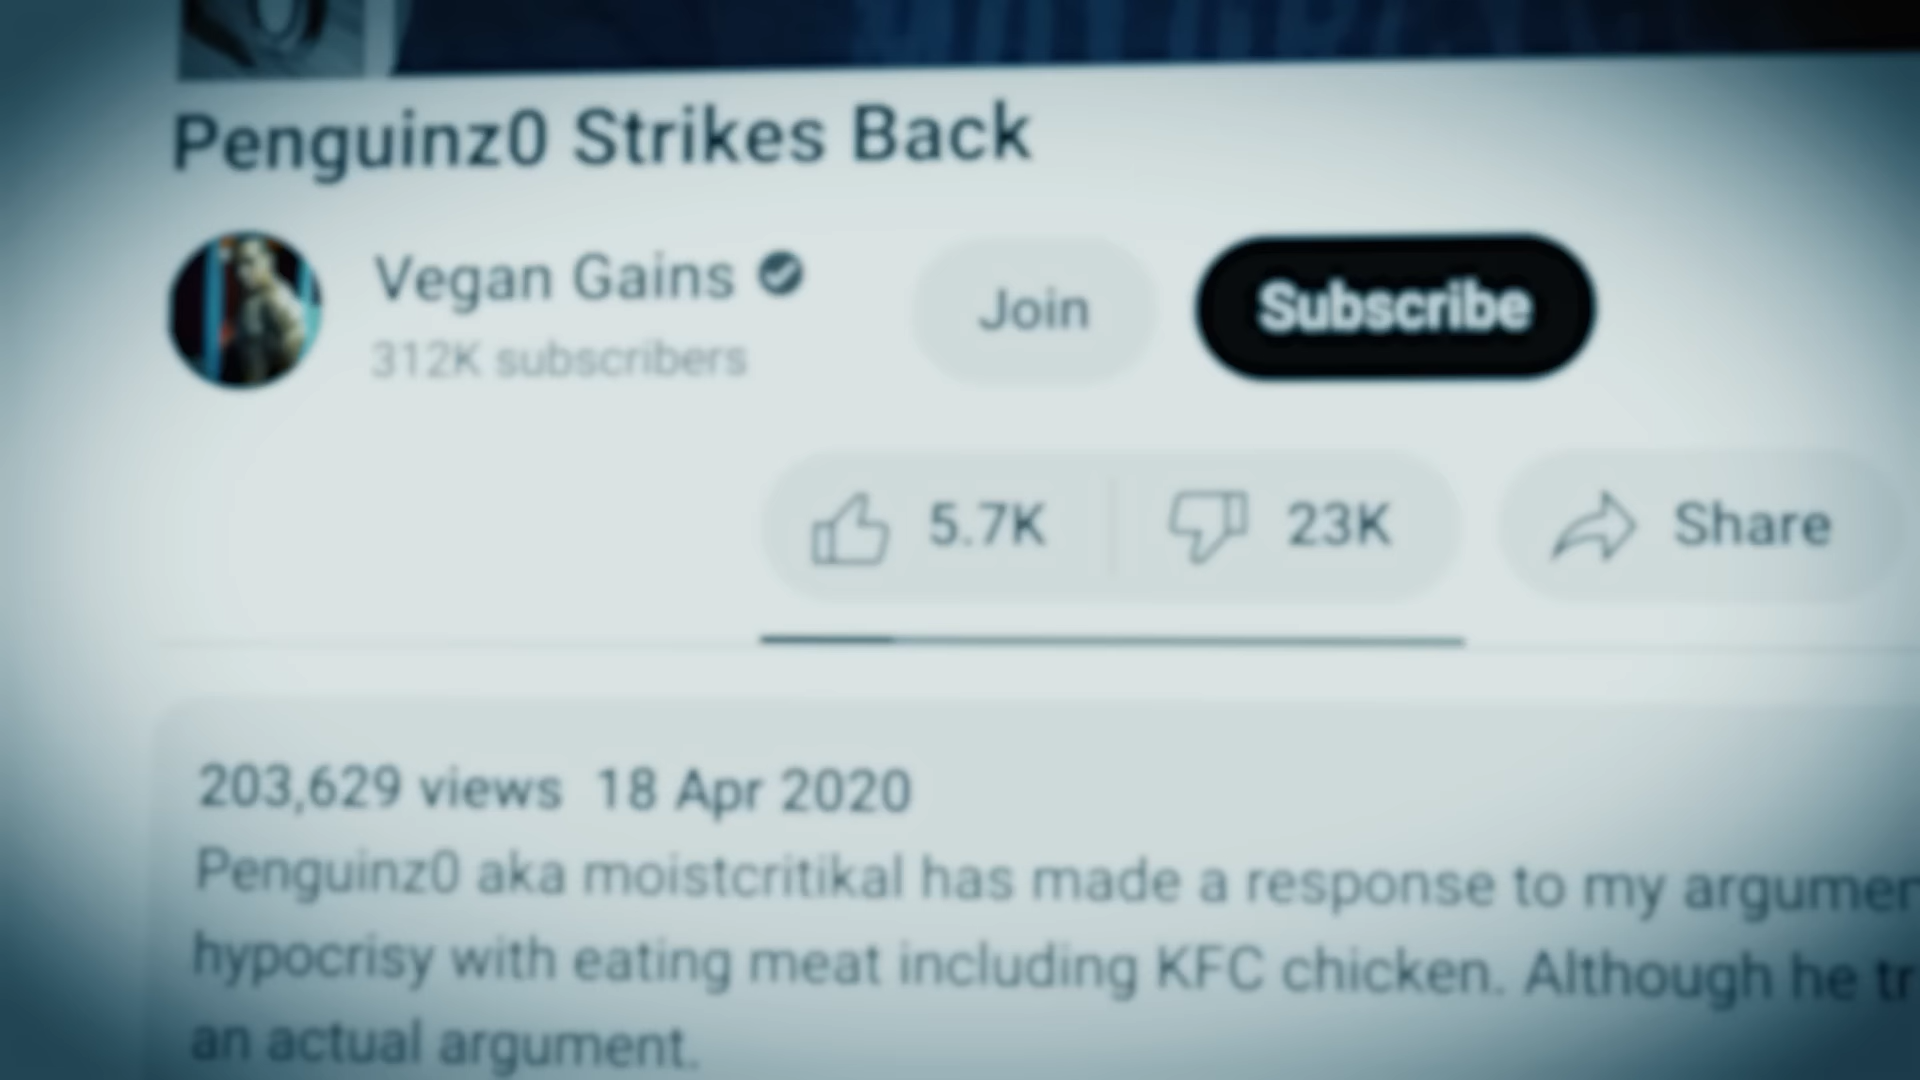 Penguinz0 Strikes Back
Vegan Gains
312K subscribers
Join
Subscribe
5.7K
23K
Share
203,629 views 18 Apr 2020
Penguinz0 aka moistcritikal has made a response to my argumen
hypocrisy with eating meat including KFC chicken. Although he tr
an actual argument.